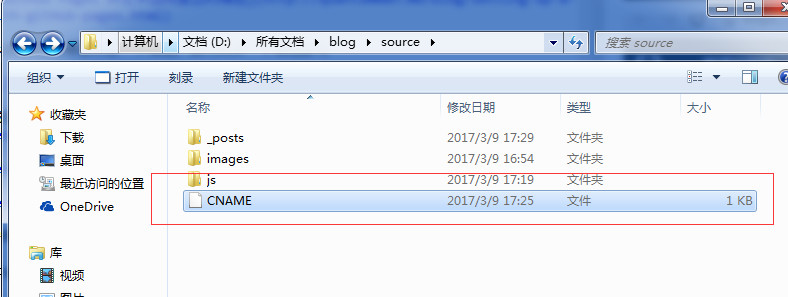 计算机 文档 (D:) 所有文档 blog source 搜索 source
组织 打开 刻录 新建文件夹
收藏夹
下载
桌面
最近访问的位置
OneDrive
库
视频
名称 修改日期 类型 大小
_posts 2017/3/9 17:29 文件夹
images 2017/3/9 16:54 文件夹
js 2017/3/9 17:19 文件夹
CNAME 2017/3/9 17:25 文件 1 KB